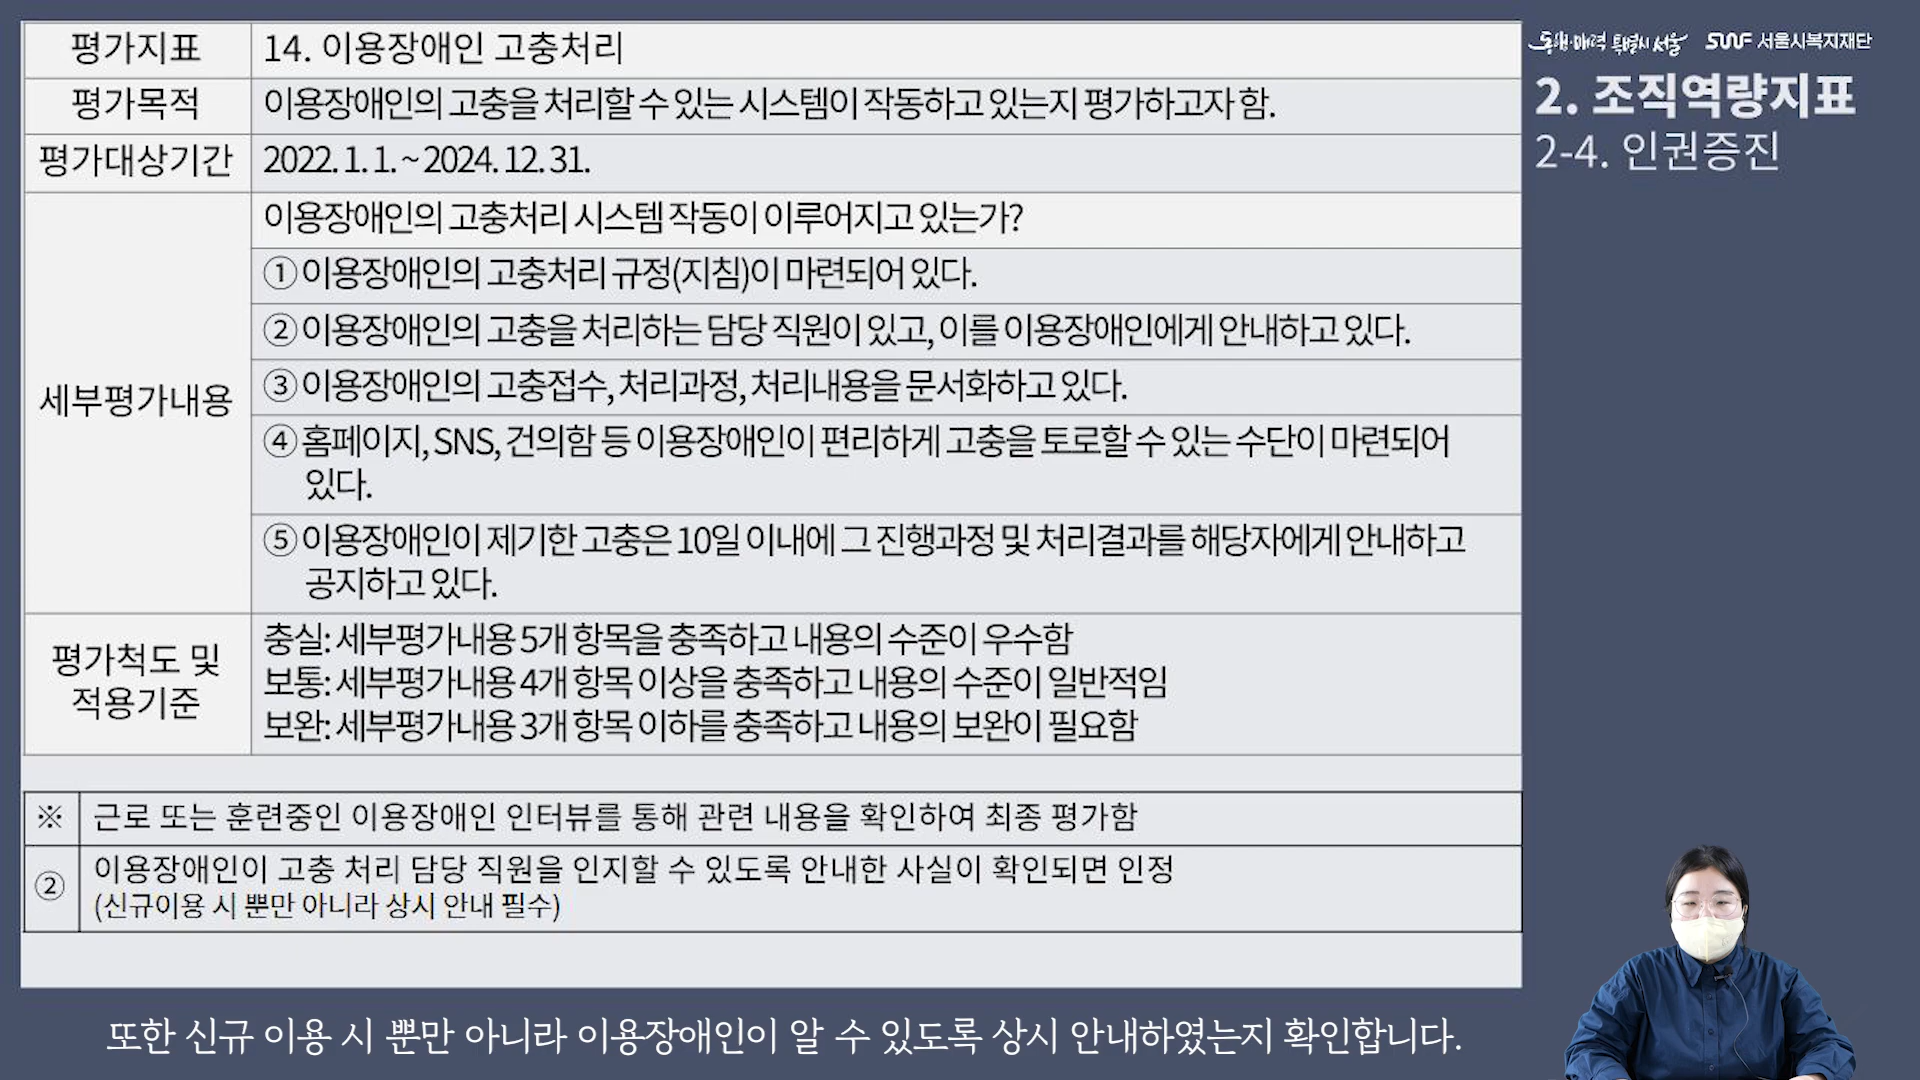 평가지표 14. 이용장애인 고충처리
평가목적 이용장애인의 고충을 처리할 수 있는 시스템이 작동하고 있는지 평가하고자 함.
평가대상기간 2022. 1. 1. ~ 2024. 12. 31.
세부평가내용
이용장애인의 고충처리 시스템 작동이 이루어지고 있는가?
① 이용장애인의 고충처리 규정(지침)이 마련되어 있다.
② 이용장애인의 고충을 처리하는 담당 직원이 있고, 이를 이용장애인에게 안내하고 있다.
③ 이용장애인의 고충접수, 처리과정, 처리내용을 문서화하고 있다.
④ 홈페이지, SNS, 건의함 등 이용장애인이 편리하게 고충을 토로할 수 있는 수단이 마련되어
있다.
⑤ 이용장애인이 제기한 고충은 10일 이내에 그 진행과정 및 처리결과를 해당자에게 안내하고
공지하고 있다.
평가척도 및
적용기준
충실: 세부평가내용 5개 항목을 충족하고 내용의 수준이 우수함
보통: 세부평가내용 4개 항목 이상을 충족하고 내용의 수준이 일반적임
보완: 세부평가내용 3개 항목 이하를 충족하고 내용의 보완이 필요함
※ 근로 또는 훈련중인 이용장애인 인터뷰를 통해 관련 내용을 확인하여 최종 평가함
② 이용장애인이 고충 처리 담당 직원을 인지할 수 있도록 안내한 사실이 확인되면 인정
(신규이용 시 뿐만 아니라 상시 안내 필수)
동행·매력 특별시 서울 SWF 서울시복지재단
2. 조직역량지표
2-4. 인권증진
또한 신규 이용 시 뿐만 아니라 이용장애인이 알 수 있도록 상시 안내하였는지 확인합니다.